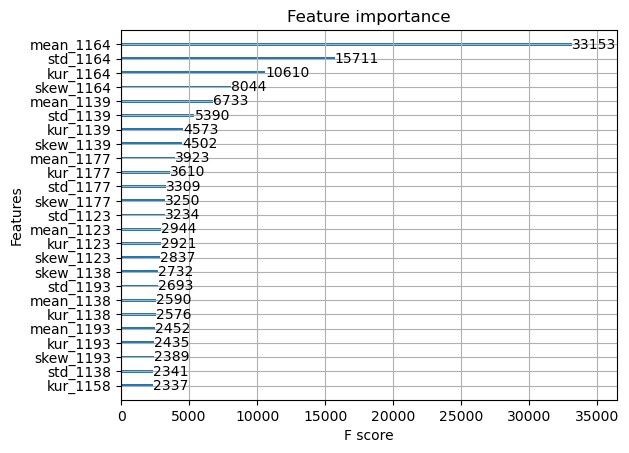 Feature importance
mean_1164 33153
std_1164 15711
kur_1164 10610
skew_1164 8044
mean_1139 6733
std_1139 5390
kur_1139 4573
skew_1139 4502
mean_1177 3923
kur_1177 3610
std_1177 3309
skew_1177 3250
std_1123 3234
mean_1123 2944
kur_1123 2921
skew_1123 2837
skew_1138 2732
std_1193 2693
mean_1138 2590
kur_1138 2576
mean_1193 2452
kur_1193 2435
skew_1193 2389
std_1138 2341
kur_1158 2337
Features
0 5000 10000 15000 20000 25000 30000 35000
F score